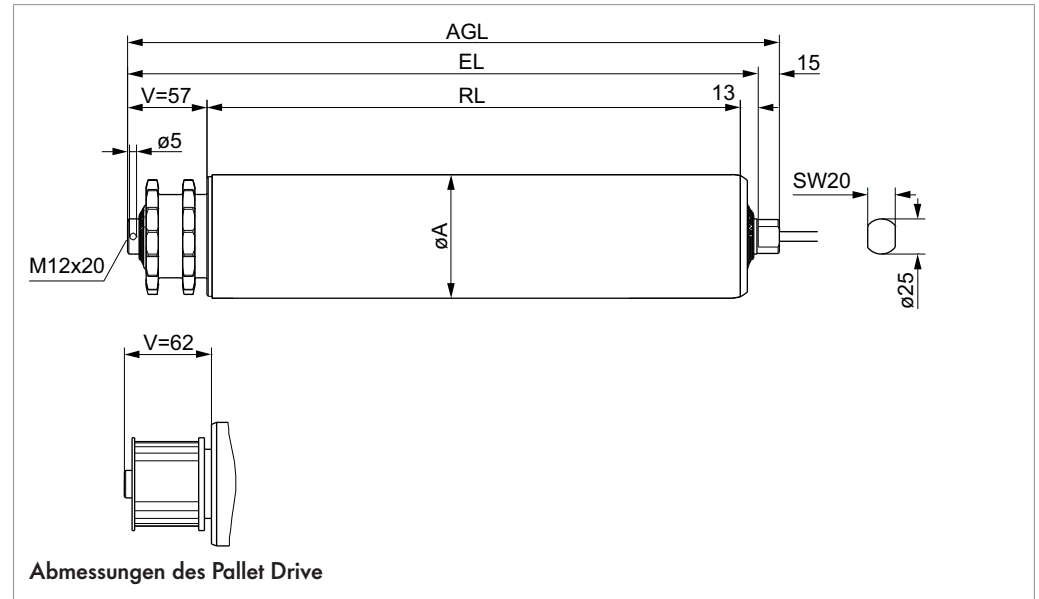 AGL
EL
15
V=57
RL
13
ø5
SW20
øA
M12x20
ø25
V=62
Abmessungen des Pallet Drive